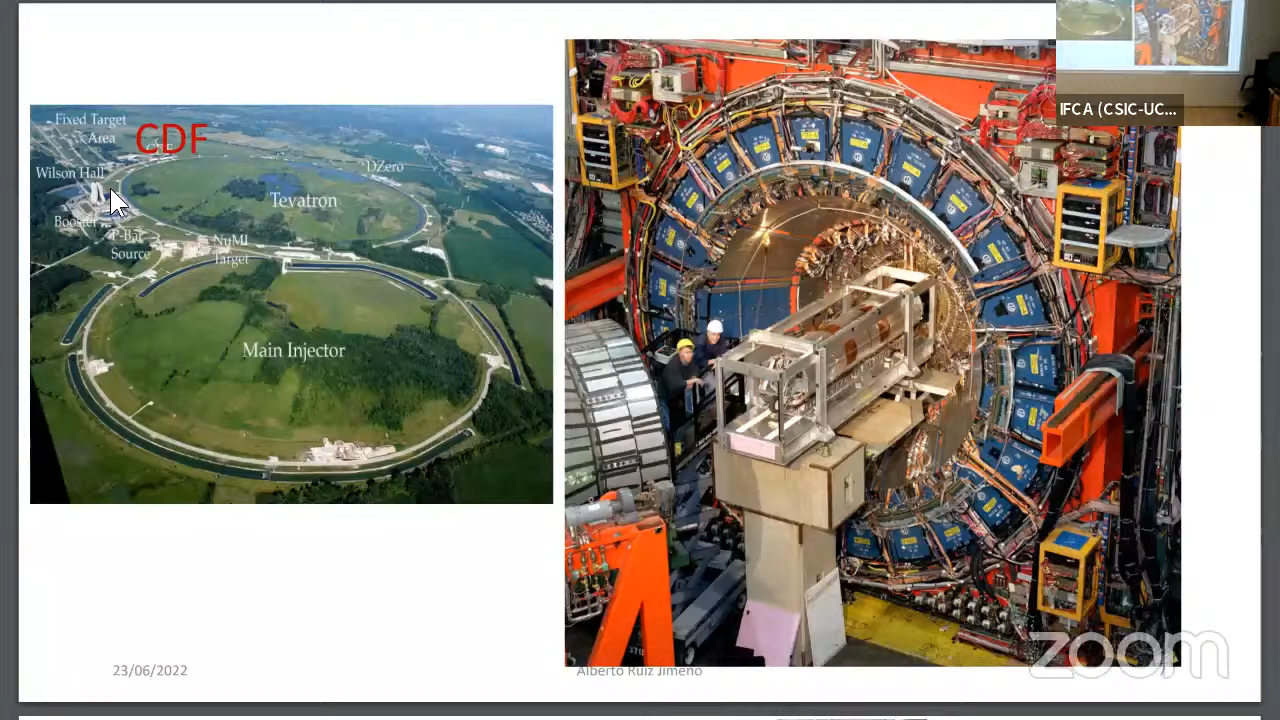 IFCA (CSIC-UC...
Fixed Target
Area
CDF
Wilson Hall
DZero
Tevatron
Booster
P-Bar
Source
NuMI
Target
Main Injector
23/06/2022
Alberto Ruiz Jimeno
zoom